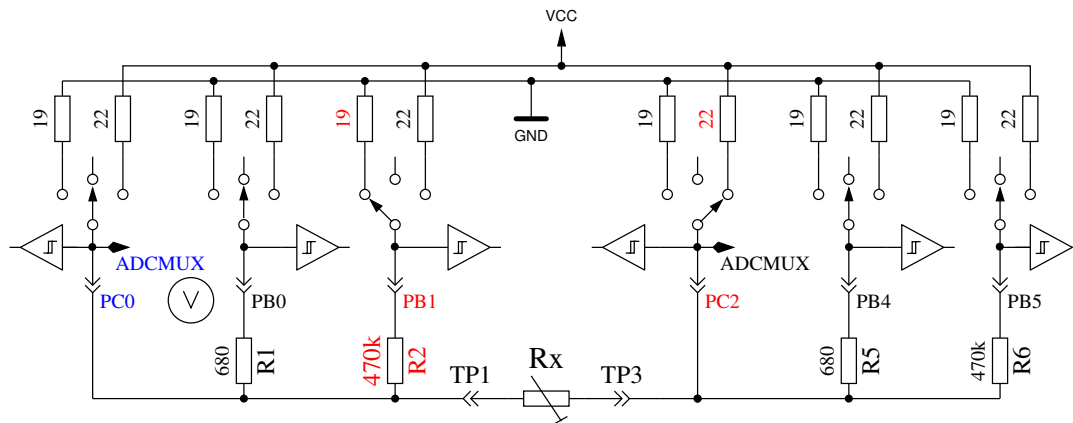 VCC
19
22
19
22
19
22
19
22
19
22
19
22
GND
ADCMUX
ADCMUX
PC0
V
PB0
PB1
PC2
PB4
PB5
680
R1
470k
R2
TP1
Rx
TP3
680
R5
470k
R6